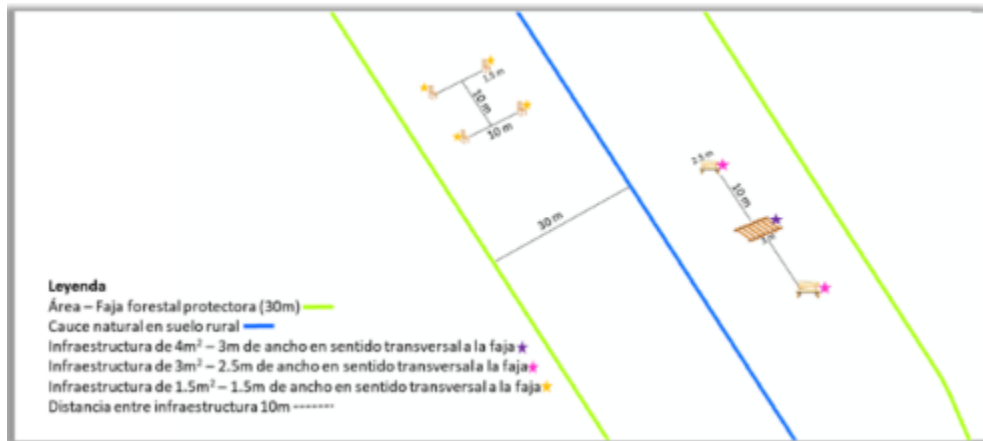 1.5 m
10 m
10 m
2.5 m
10 m
3 m
30 m
Leyenda
Área – Faja forestal protectora (30m)
Cauce natural en suelo rural
Infraestructura de 4m² – 3m de ancho en sentido transversal a la faja
Infraestructura de 3m² – 2.5m de ancho en sentido transversal a la faja
Infraestructura de 1.5m² – 1.5m de ancho en sentido transversal a la faja
Distancia entre infraestructura 10m